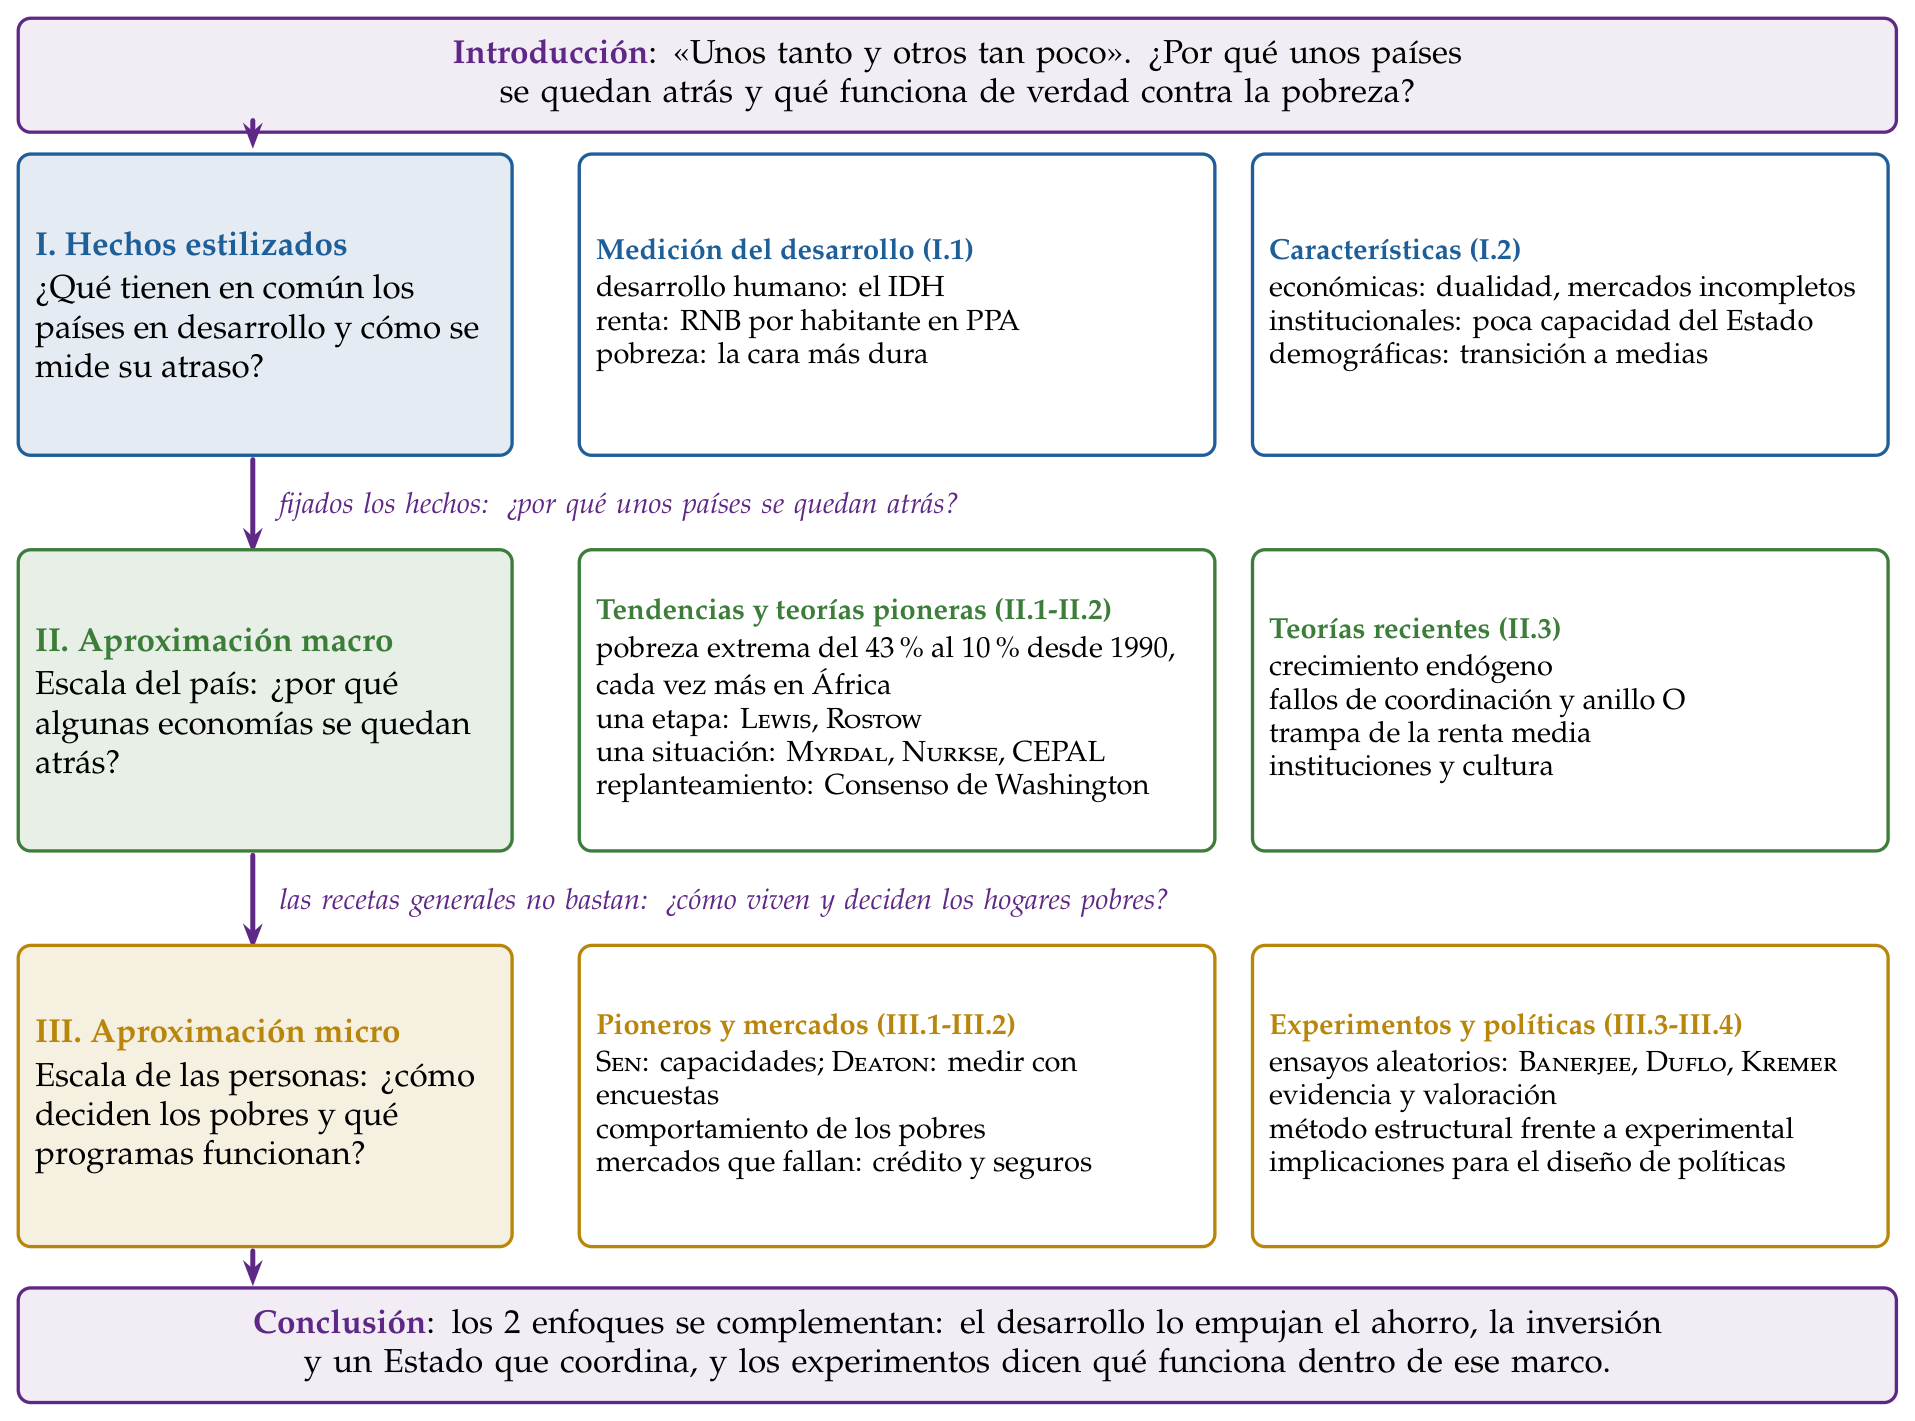 Introducción: «Unos tanto y otros tan poco». ¿Por qué unos países
se quedan atrás y qué funciona de verdad contra la pobreza?
I. Hechos estilizados
¿Qué tienen en común los
países en desarrollo y cómo se
mide su atraso?
Medición del desarrollo (I.1)
desarrollo humano: el IDH
renta: RNB por habitante en PPA
pobreza: la cara más dura
Características (I.2)
económicas: dualidad, mercados incompletos
institucionales: poca capacidad del Estado
demográficas: transición a medias
fijados los hechos: ¿por qué unos países se quedan atrás?
II. Aproximación macro
Escala del país: ¿por qué
algunas economías se quedan
atrás?
Tendencias y teorías pioneras (II.1-II.2)
pobreza extrema del 43 % al 10 % desde 1990,
cada vez más en África
una etapa: Lewis, Rostow
una situación: Myrdal, Nurkse, CEPAL
replanteamiento: Consenso de Washington
Teorías recientes (II.3)
crecimiento endógeno
fallos de coordinación y anillo O
trampa de la renta media
instituciones y cultura
las recetas generales no bastan: ¿cómo viven y deciden los hogares pobres?
III. Aproximación micro
Escala de las personas: ¿cómo
deciden los pobres y qué
programas funcionan?
Pioneros y mercados (III.1-III.2)
Sen: capacidades; Deaton: medir con
encuestas
comportamiento de los pobres
mercados que fallan: crédito y seguros
Experimentos y políticas (III.3-III.4)
ensayos aleatorios: Banerjee, Duflo, Kremer
evidencia y valoración
método estructural frente a experimental
implicaciones para el diseño de políticas
Conclusión: los 2 enfoques se complementan: el desarrollo lo empujan el ahorro, la inversión
y un Estado que coordina, y los experimentos dicen qué funciona dentro de ese marco.